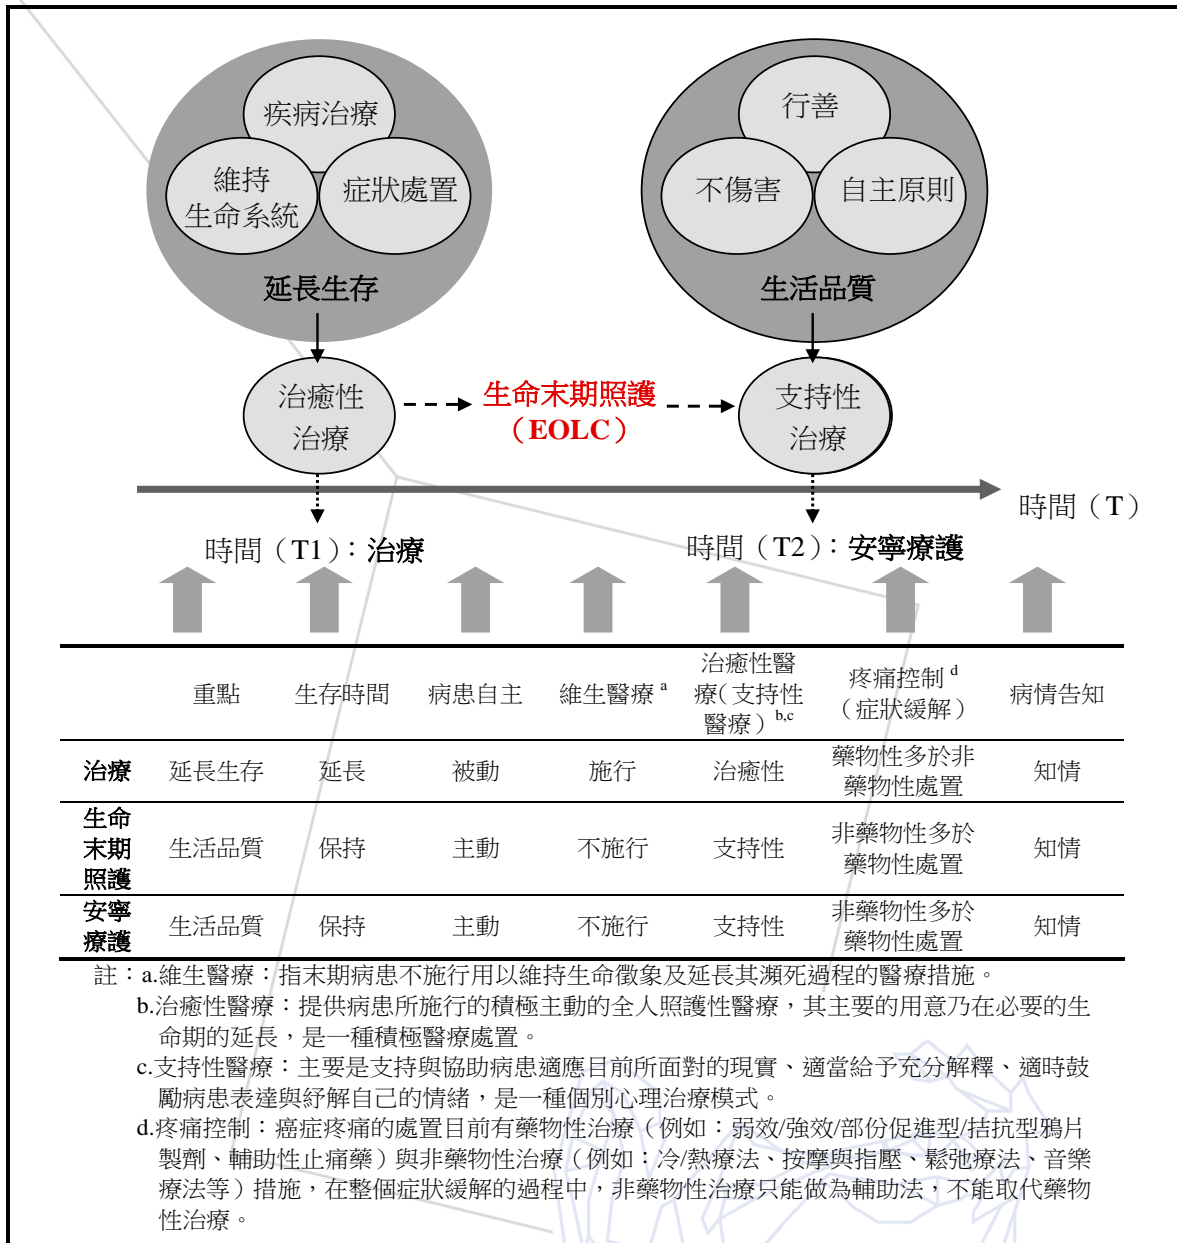 疾病治療
維持
生命系統
症狀處置
延長生存
行善
不傷害
自主原則
生活品質
治癒性
治療
生命末期照護
（EOLC）
支持性
治療
時間（T）
時間（T1）：治療
時間（T2）：安寧療護
重點 生存時間 病患自主 維生醫療 a 治癒性醫療（支持性醫療）b,c 疼痛控制 d（症狀緩解） 病情告知
治療 延長生存 延長 被動 施行 治癒性 藥物性多於非藥物性處置 知情
生命末期照護 生活品質 保持 主動 不施行 支持性 非藥物性多於藥物性處置 知情
安寧療護 生活品質 保持 主動 不施行 支持性 非藥物性多於藥物性處置 知情
註：a.維生醫療：指末期病患不施行用以維持生命徵象及延長其瀕死過程的醫療措施。
b.治癒性醫療：提供病患所施行的積極主動的全人照護性醫療，其主要的用意乃在必要的生
命期的延長，是一種積極醫療處置。
c.支持性醫療：主要是支持與協助病患適應目前所面對的現實、適當給予充分解釋、適時鼓
勵病患表達與紓解自己的情緒，是一種個別心理治療模式。
d.疼痛控制：癌症疼痛的處置目前有藥物性治療（例如：弱效/強效/部份促進型/拮抗型鴉片
製劑、輔助性止痛藥）與非藥物性治療（例如：冷/熱療法、按摩與指壓、鬆弛療法、音樂
療法等）措施，在整個症狀緩解的過程中，非藥物性治療只能做為輔助法，不能取代藥物
性治療。